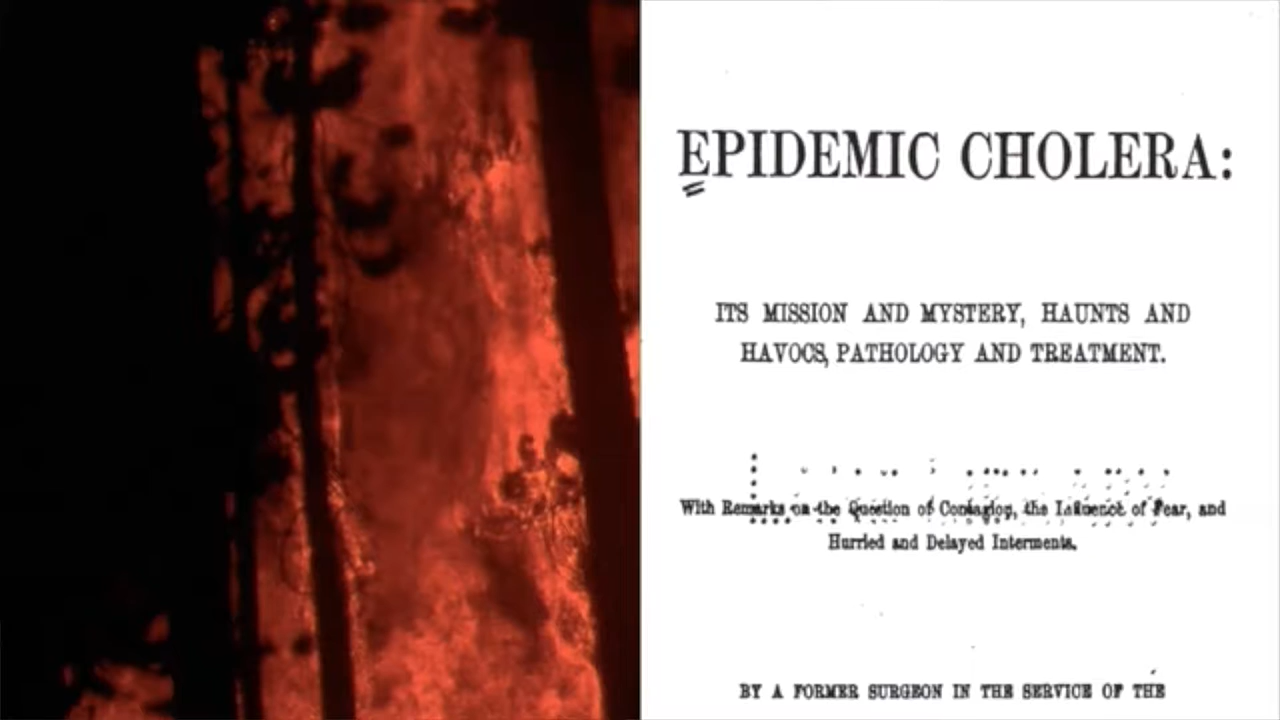 EPIDEMIC CHOLERA:
ITS MISSION AND MYSTERY, HAUNTS AND
HAVOCS, PATHOLOGY AND TREATMENT.
With Remarks on the Question of Contagion, the Influence of Fear, and
Hurried and Delayed Interments.
BY A FORMER SURGEON IN THE SERVICE OF THE